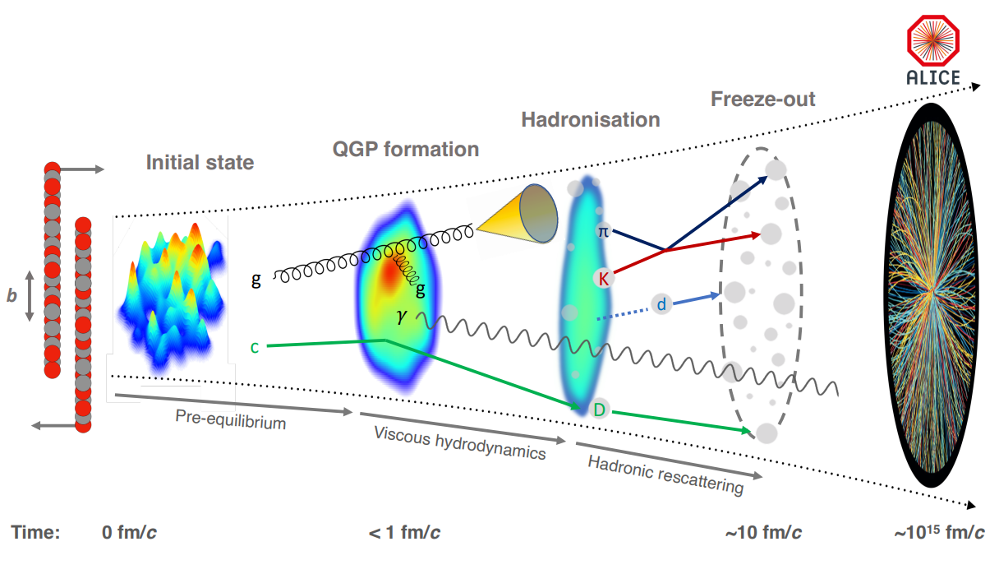 ALICE
Freeze-out
Hadronisation
QGP formation
Initial state
g
g
γ
c
b
π
K
d
D
Pre-equilibrium
Viscous hydrodynamics
Hadronic rescattering
Time: 0 fm/c < 1 fm/c ~10 fm/c ~10¹⁵ fm/c